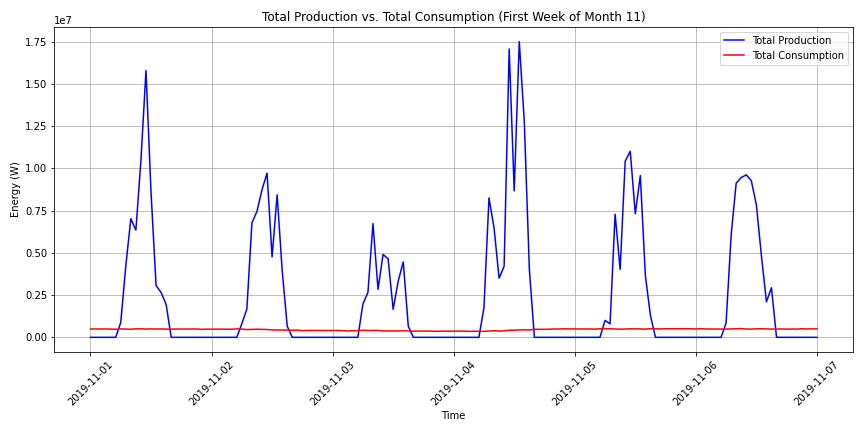 Total Production vs. Total Consumption (First Week of Month 11)
1e7
Total Production
Total Consumption
1.75
1.50
1.25
1.00
0.75
0.50
0.25
0.00
Energy (W)
2019-11-01
2019-11-02
2019-11-03
2019-11-04
2019-11-05
2019-11-06
2019-11-07
Time